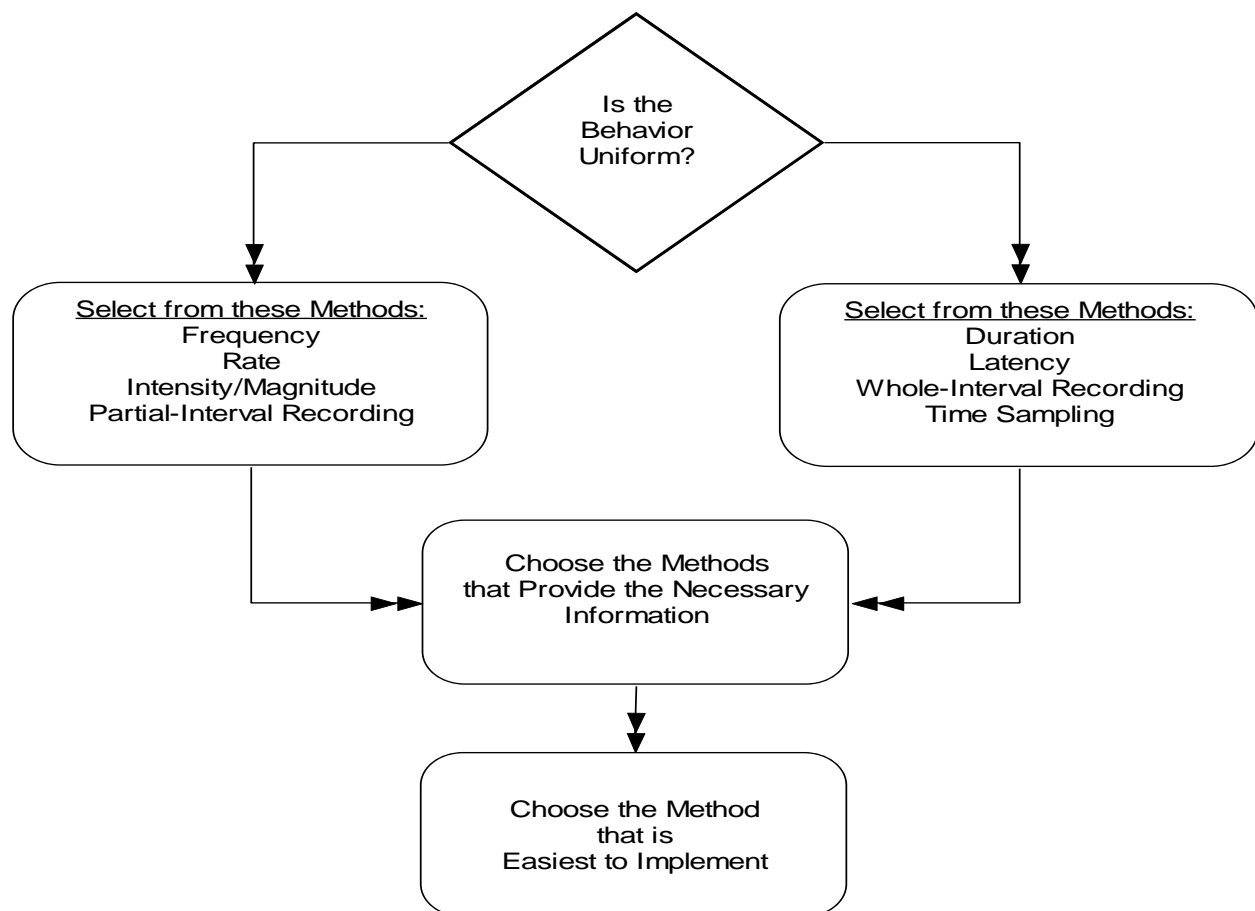 Is the
Behavior
Uniform?
Select from these Methods:
Frequency
Rate
Intensity/Magnitude
Partial-Interval Recording
Select from these Methods:
Duration
Latency
Whole-Interval Recording
Time Sampling
Choose the Methods
that Provide the Necessary
Information
Choose the Method
that is
Easiest to Implement